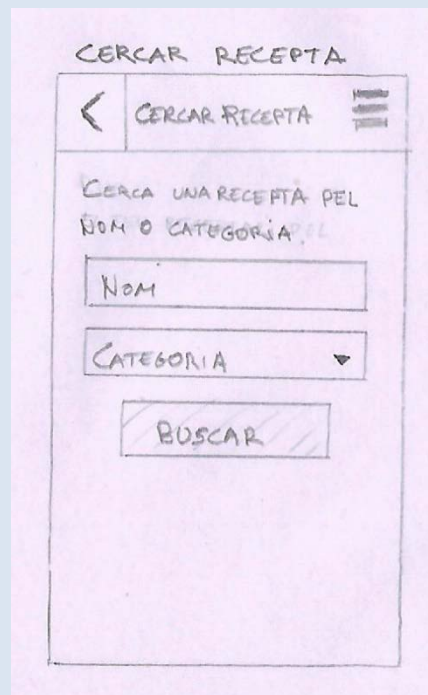 CERCAR RECEPTA
CERCAR RECEPTA
CERCA UNA RECEPTA PEL
NOM O CATEGORIA.
NOM
CATEGORIA
BUSCAR